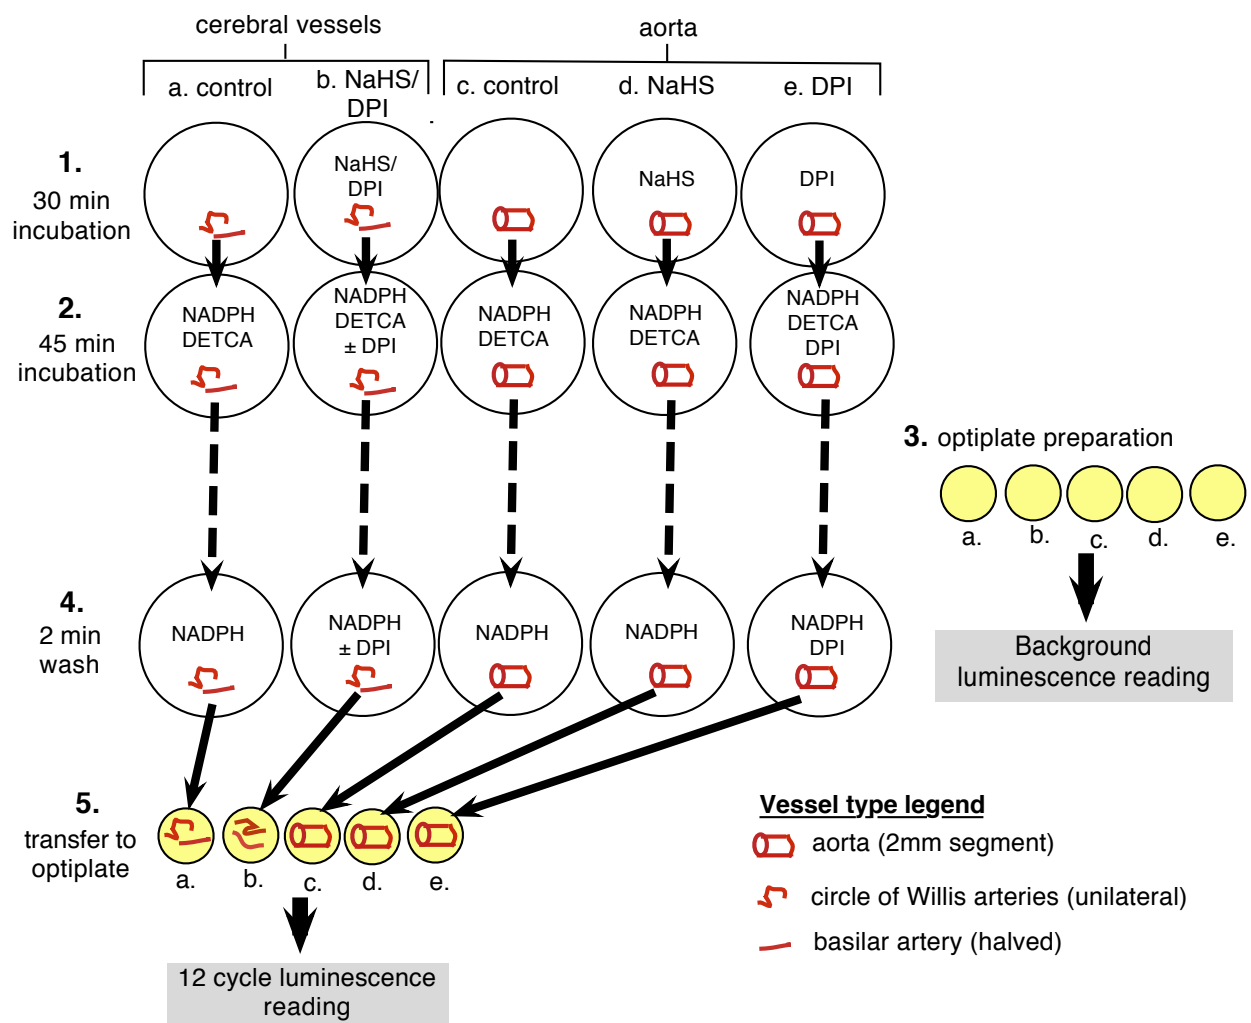 cerebral vessels
aorta
a. control
b. NaHS/
DPI
c. control
d. NaHS
e. DPI
1.
30 min
incubation
NaHS/
DPI
NaHS
DPI
2.
45 min
incubation
NADPH
DETCA
NADPH
DETCA
± DPI
NADPH
DETCA
NADPH
DETCA
NADPH
DETCA
DPI
3. optiplate preparation
a.
b.
c.
d.
e.
Background
luminescence reading
4.
2 min
wash
NADPH
NADPH
± DPI
NADPH
NADPH
NADPH
DPI
5.
transfer to
optiplate
a.
b.
c.
d.
e.
12 cycle luminescence
reading
Vessel type legend
aorta (2mm segment)
circle of Willis arteries (unilateral)
basilar artery (halved)